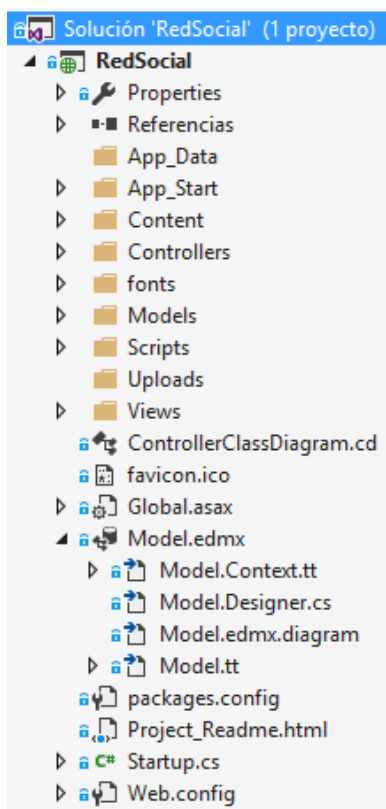 Solución 'RedSocial' (1 proyecto)
RedSocial
Properties
Referencias
App_Data
App_Start
Content
Controllers
fonts
Models
Scripts
Uploads
Views
ControllerClassDiagram.cd
favicon.ico
Global.asax
Model.edmx
Model.Context.tt
Model.Designer.cs
Model.edmx.diagram
Model.tt
packages.config
Project_Readme.html
C# Startup.cs
Web.config